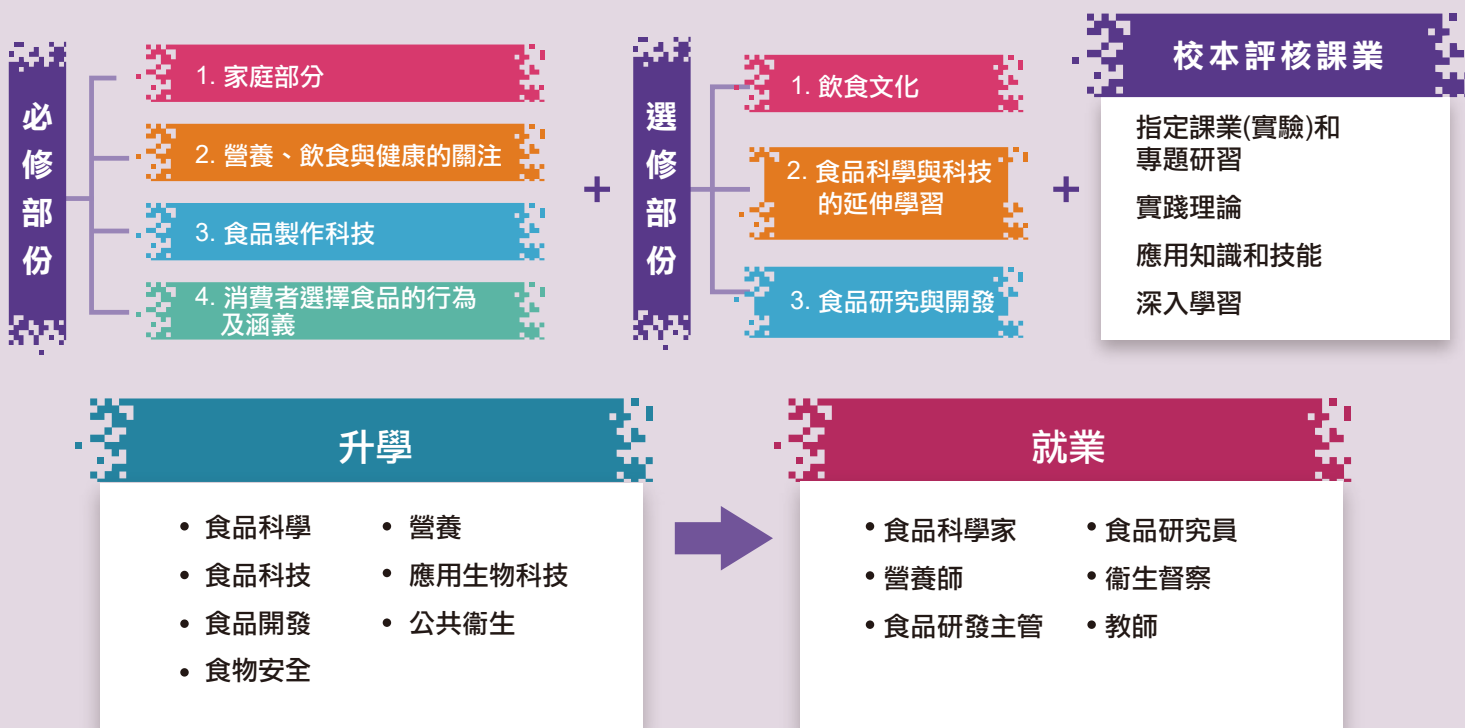 必修部份
1. 家庭部分
2. 營養、飲食與健康的關注
3. 食品製作科技
4. 消費者選擇食品的行為
及涵義
+
選修部份
1. 飲食文化
2. 食品科學與科技
的延伸學習
3. 食品研究與開發
+
校本評核課業
指定課業(實驗)和
專題研習
實踐理論
應用知識和技能
深入學習
升學
• 食品科學
• 食品科技
• 食品開發
• 食物安全
• 營養
• 應用生物科技
• 公共衞生
就業
• 食品科學家
• 營養師
• 食品研發主管
• 食品研究員
• 衞生督察
• 教師